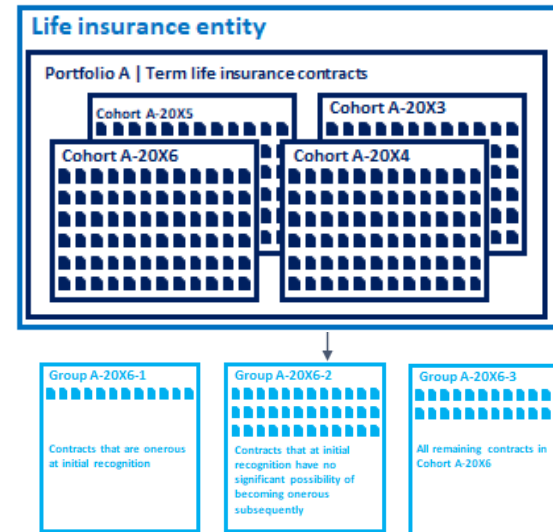 Life insurance entity
Portfolio A | Term life insurance contracts
Cohort A-20X5
Cohort A-20X3
Cohort A-20X6
Cohort A-20X4
Group A-20X6-1
Contracts that are onerous
at initial recognition
Group A-20X6-2
Contracts that at initial
recognition have no
significant possibility of
becoming onerous
subsequently
Group A-20X6-3
All remaining contracts in
Cohort A-20X6